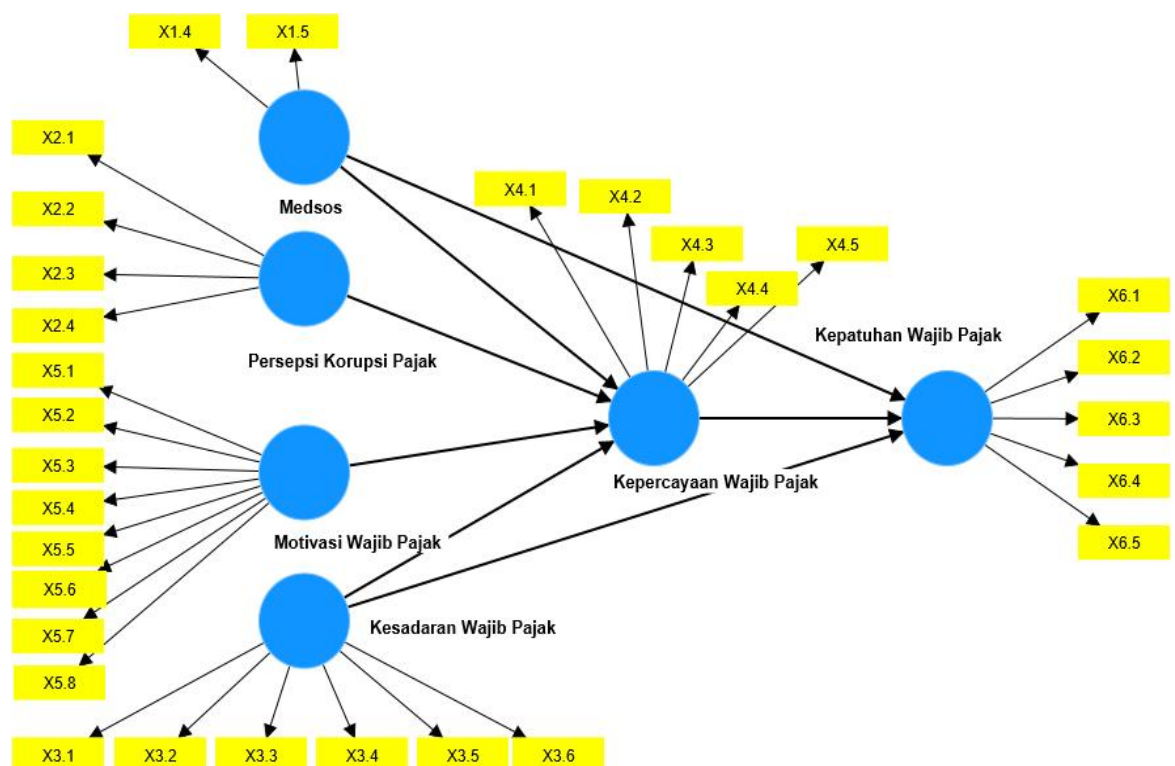 X1.4
X1.5
X2.1
X2.2
X2.3
X2.4
Medsos
Persepsi Korupsi Pajak
X4.1
X4.2
X4.3
X4.4
X4.5
Kepatuhan Wajib Pajak
X6.1
X6.2
X6.3
X6.4
X6.5
Kepercayaan Wajib Pajak
X5.1
X5.2
X5.3
X5.4
X5.5
X5.6
X5.7
X5.8
Motivasi Wajib Pajak
Kesadaran Wajib Pajak
X3.1
X3.2
X3.3
X3.4
X3.5
X3.6